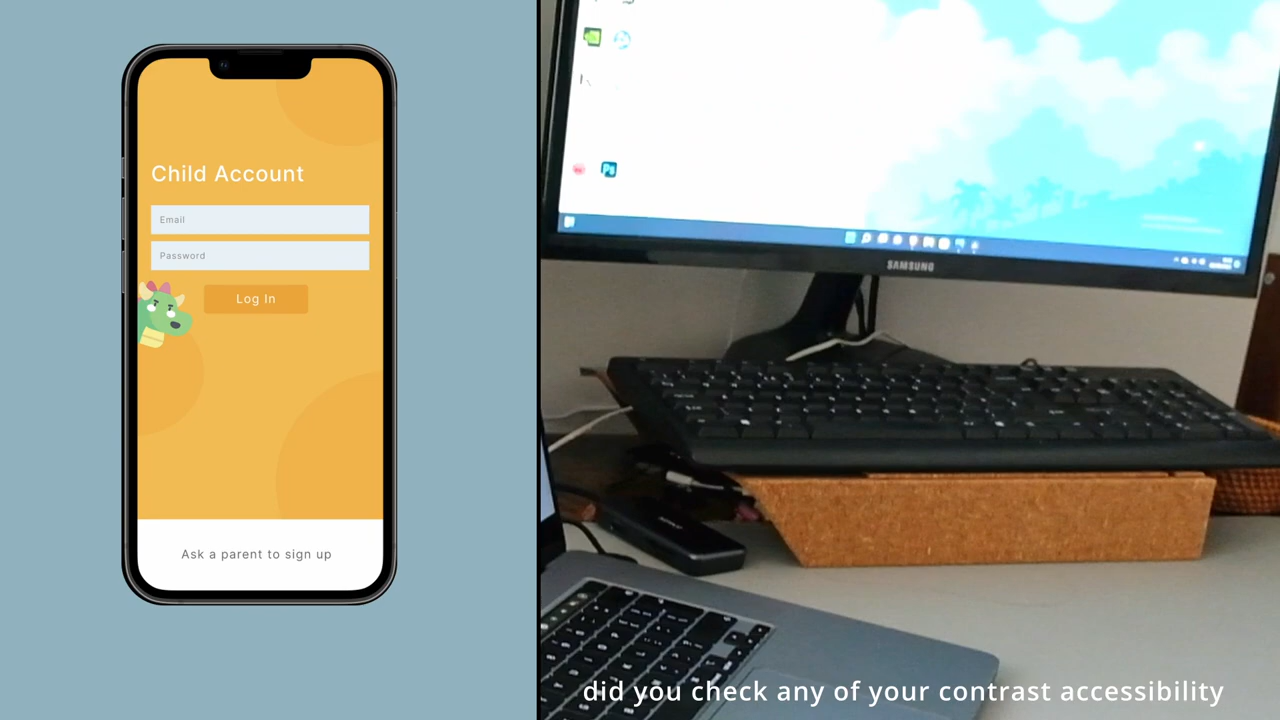 Child Account
Email
Password
Log In
Ask a parent to sign up
Ps
SAMSUNG
did you check any of your contrast accessibility